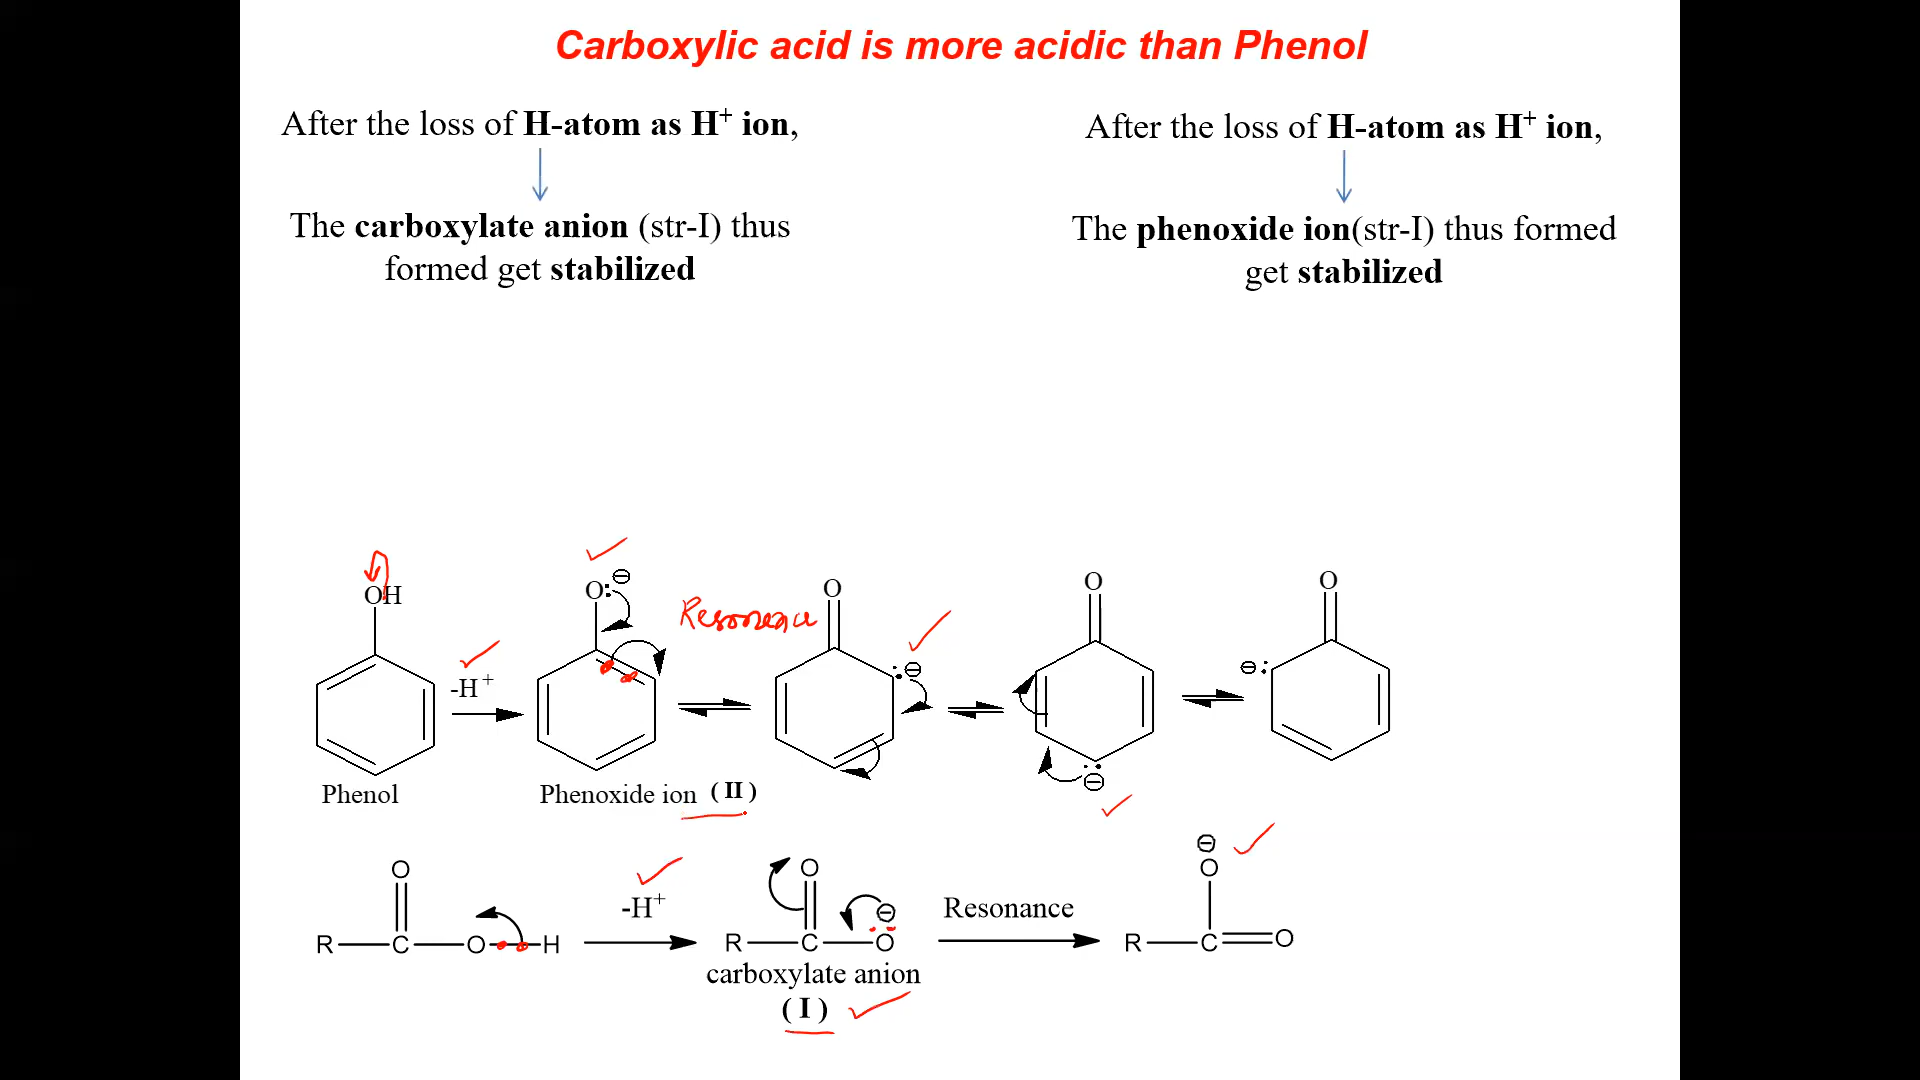 Carboxylic acid is more acidic than Phenol
After the loss of H-atom as H⁺ ion,
The carboxylate anion (str-I) thus
formed get stabilized
After the loss of H-atom as H⁺ ion,
The phenoxide ion(str-I) thus formed
get stabilized
OH
-H⁺
Phenol
O:⊖
Phenoxide ion (II)
Resonance
O
:⊖
O
:⊖
O
⊖:
O
R C O H
-H⁺
O
⊖
R C O
carboxylate anion
(I)
Resonance
⊖
O
R C O